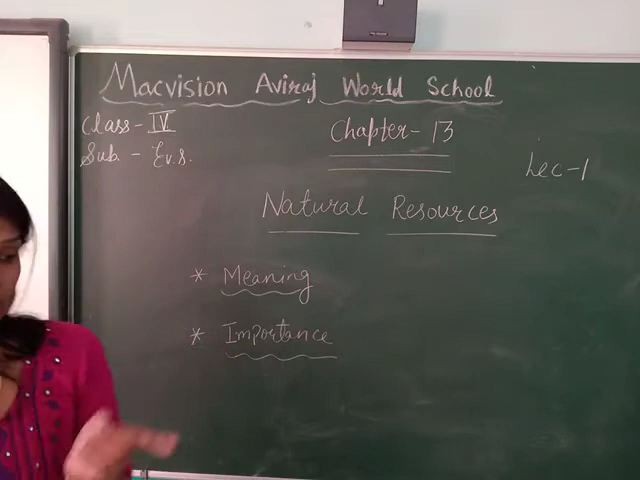 Macvision Aviraj World School
Class - IV
Chapter - 13
Sub - Ev.s.
Lec-1
Natural Resources
* Meaning
* Importance